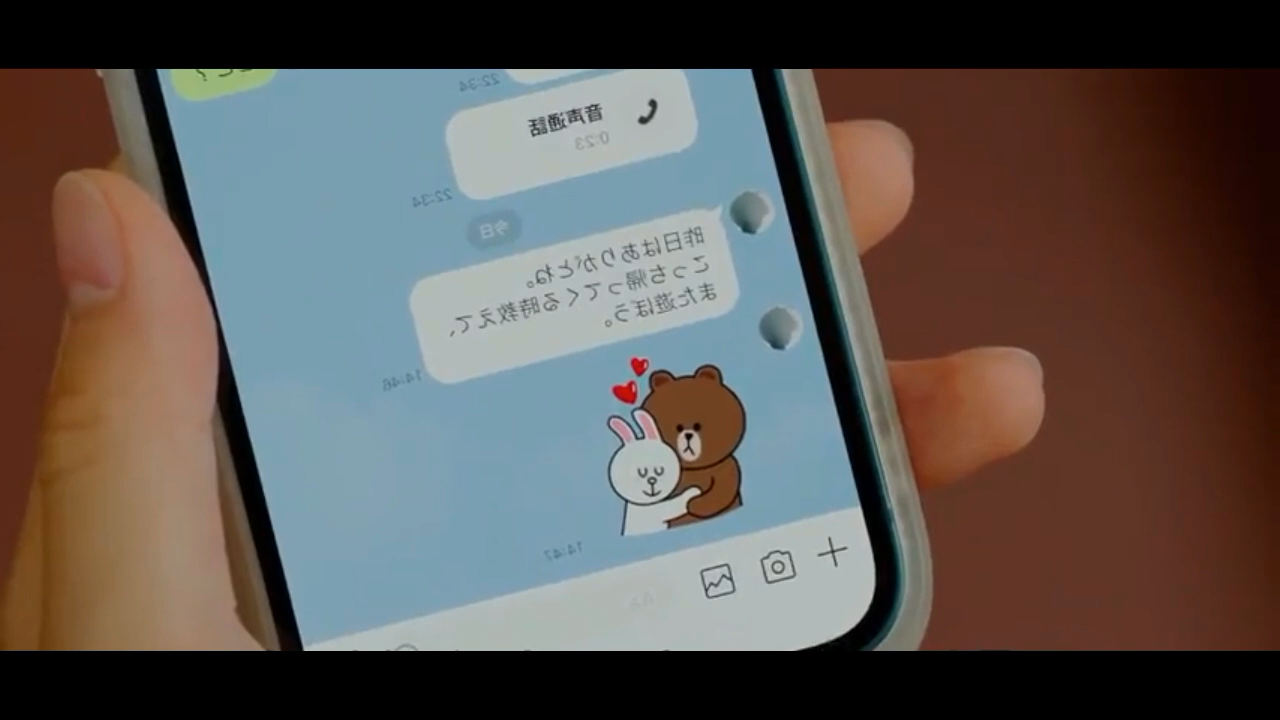 22:34
音声通話
0:23
22:34
今日
昨日はありがとね。
こっち帰ってくる時教えて、
また遊ぼう。
14:46
14:47
Aa